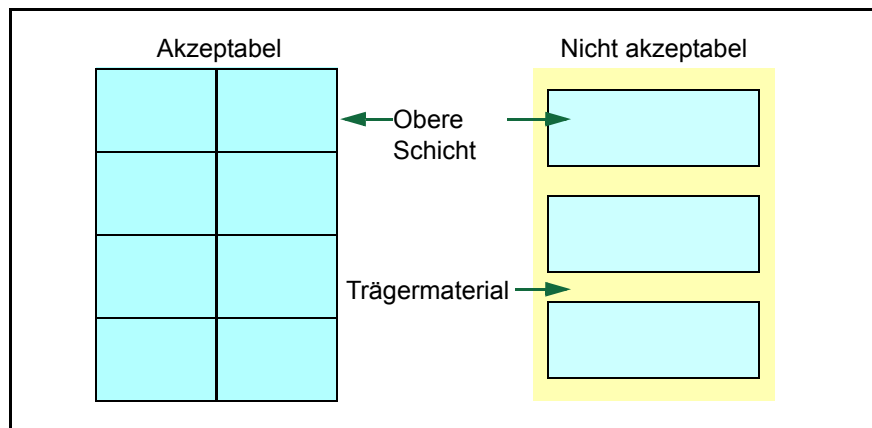 Akzeptabel
Nicht akzeptabel
Obere
Schicht
Trägermaterial